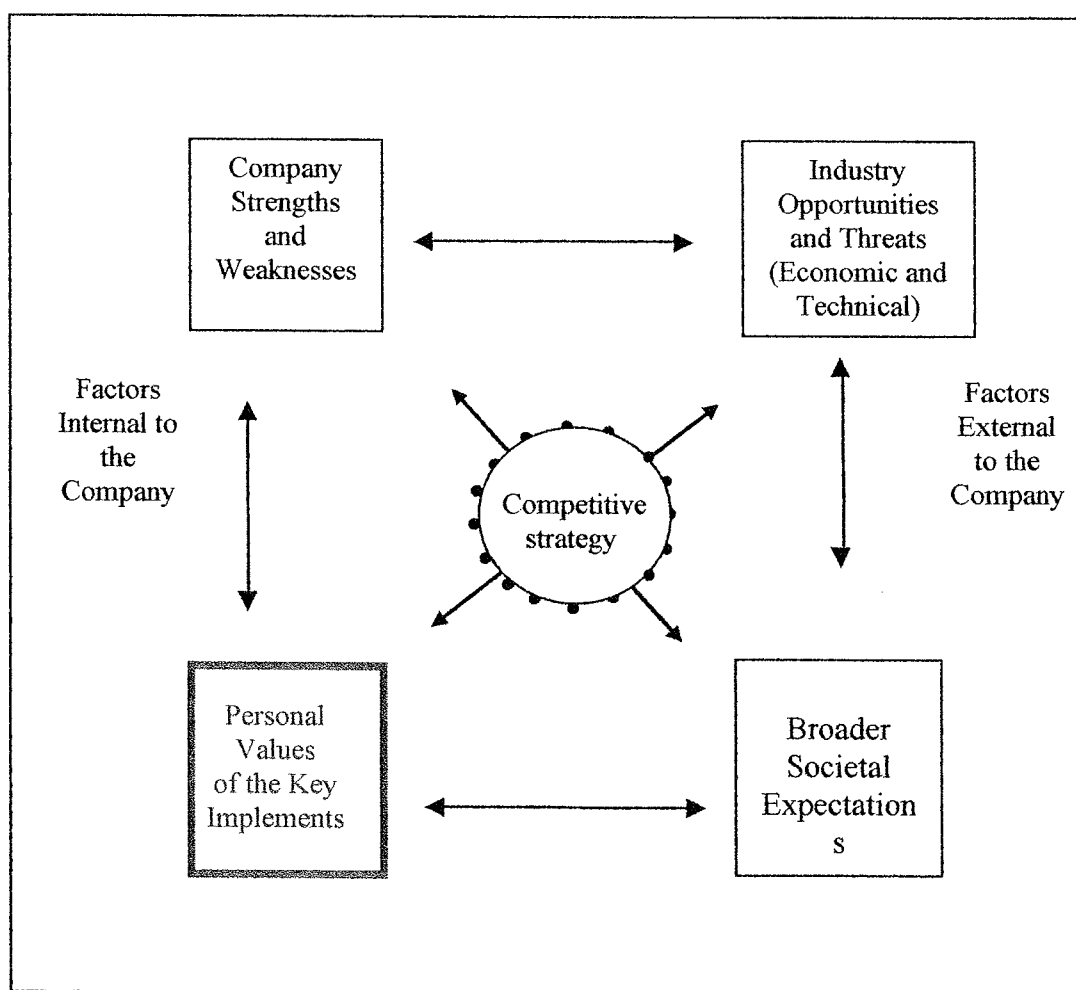 Company
Strengths
and
Weaknesses
Industry
Opportunities
and Threats
(Economic and
Technical)
Factors
Internal to
the
Company
Factors
External
to the
Company
Competitive
strategy
Personal
Values
of the Key
Implements
Broader
Societal
Expectation
s